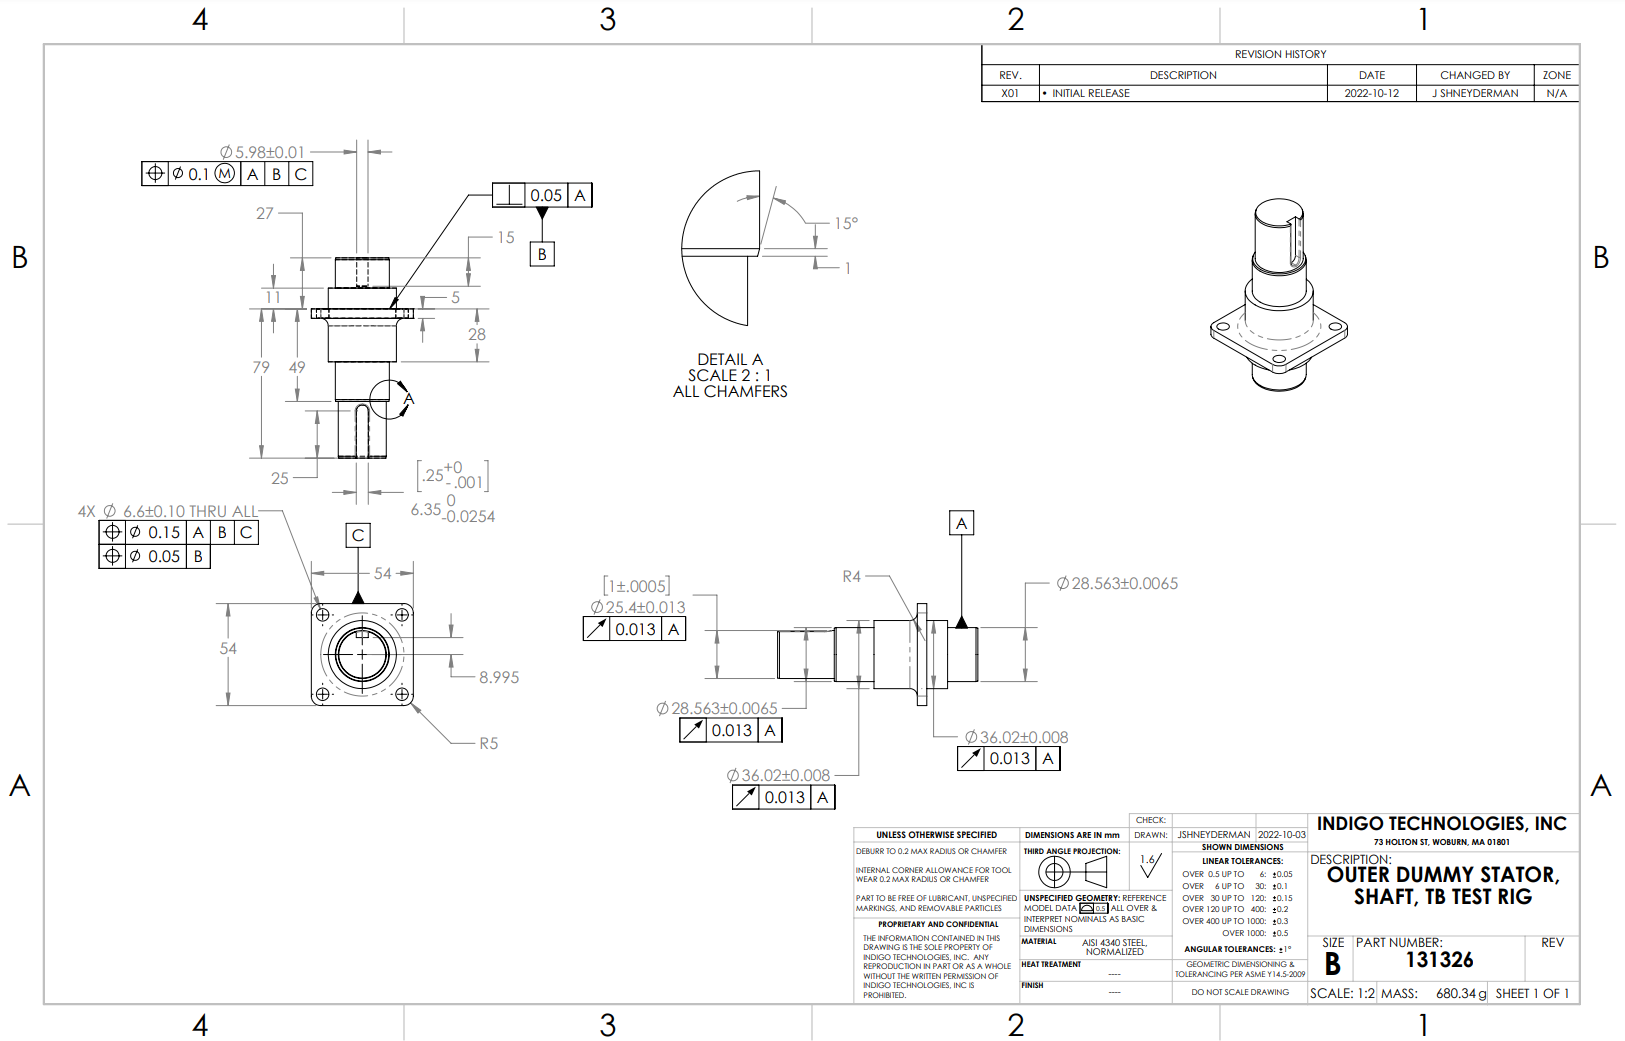 4 3 2 1
REVISION HISTORY
REV. DESCRIPTION DATE CHANGED BY ZONE
X01 • INITIAL RELEASE 2022-10-12 J SHNEYDERMAN N/A
⌀5.98±0.01
⌖ ⌀ 0.1 Ⓜ A B C
⊥ 0.05 A
B
27
15
11
5
28
79
49
A
25
[.25 +0 -.001]
6.35 0 -0.0254
15°
1
DETAIL A
SCALE 2 : 1
ALL CHAMFERS
B B
4X ⌀ 6.6±0.10 THRU ALL
⌖ ⌀ 0.15 A B C
⌖ ⌀ 0.05 B
C
54
54
8.995
R5
A
[1±.0005]
⌀25.4±0.013
↗ 0.013 A
R4
⌀28.563±0.0065
⌀28.563±0.0065
↗ 0.013 A
⌀36.02±0.008
↗ 0.013 A
⌀36.02±0.008
↗ 0.013 A
A A
UNLESS OTHERWISE SPECIFIED
DEBURR TO 0.2 MAX RADIUS OR CHAMFER
INTERNAL CORNER ALLOWANCE FOR TOOL
WEAR 0.2 MAX RADIUS OR CHAMFER
PART TO BE FREE OF LUBRICANT, UNSPECIFIED
MARKINGS, AND REMOVABLE PARTICLES
PROPRIETARY AND CONFIDENTIAL
THE INFORMATION CONTAINED IN THIS
DRAWING IS THE SOLE PROPERTY OF
INDIGO TECHNOLOGIES, INC. ANY
REPRODUCTION IN PART OR AS A WHOLE
WITHOUT THE WRITTEN PERMISSION OF
INDIGO TECHNOLOGIES, INC IS
PROHIBITED.
DIMENSIONS ARE IN mm
THIRD ANGLE PROJECTION:
1.6
UNSPECIFIED GEOMETRY: REFERENCE
MODEL DATA ⌓ 0.5 ALL OVER &
INTERPRET NOMINALS AS BASIC
DIMENSIONS
MATERIAL AISI 4340 STEEL,
NORMALIZED
HEAT TREATMENT
----
FINISH
----
CHECK:
DRAWN: JSHNEYDERMAN 2022-10-03
SHOWN DIMENSIONS
LINEAR TOLERANCES:
OVER 0.5 UP TO 6: ±0.05
OVER 6 UP TO 30: ±0.1
OVER 30 UP TO 120: ±0.15
OVER 120 UP TO 400: ±0.2
OVER 400 UP TO 1000: ±0.3
OVER 1000: ±0.5
ANGULAR TOLERANCES: ±1°
GEOMETRIC DIMENSIONING &
TOLERANCING PER ASME Y14.5-2009
DO NOT SCALE DRAWING
INDIGO TECHNOLOGIES, INC
73 HOLTON ST, WOBURN, MA 01801
DESCRIPTION:
OUTER DUMMY STATOR,
SHAFT, TB TEST RIG
SIZE PART NUMBER: REV
B 131326
SCALE: 1:2 MASS: 680.34 g SHEET 1 OF 1
4 3 2 1